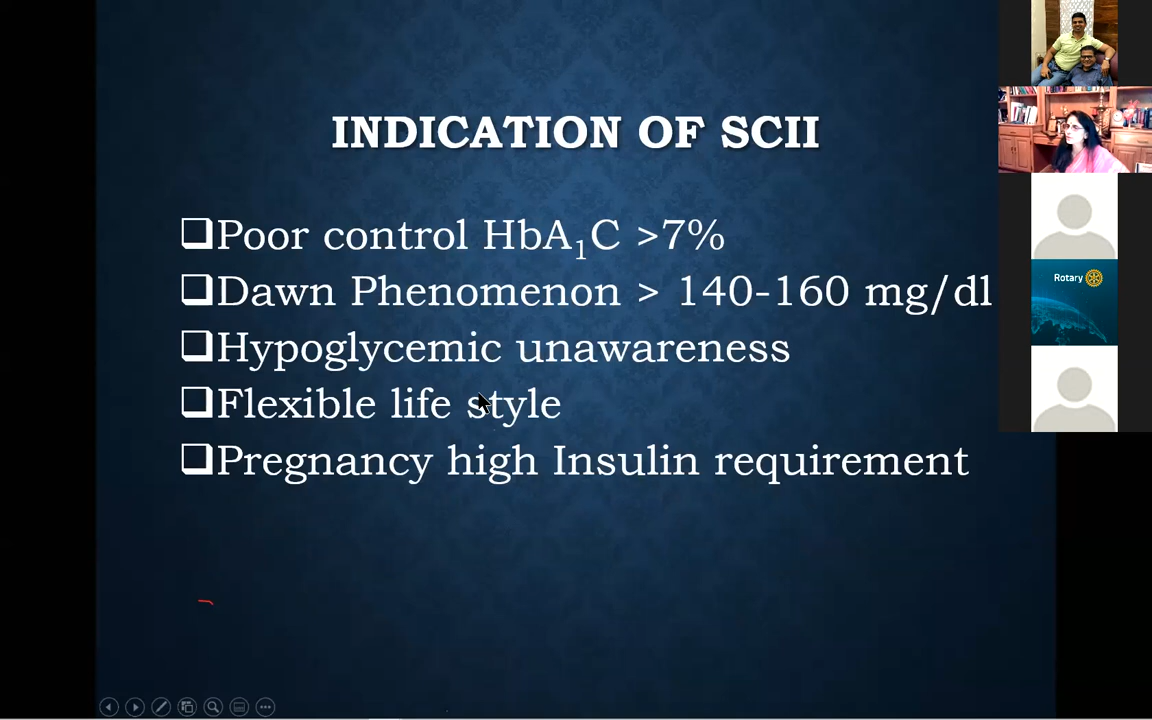 INDICATION OF SCII
❑Poor control HbA₁C >7%
❑Dawn Phenomenon > 140-160 mg/dl
❑Hypoglycemic unawareness
❑Flexible life style
❑Pregnancy high Insulin requirement
Rotary